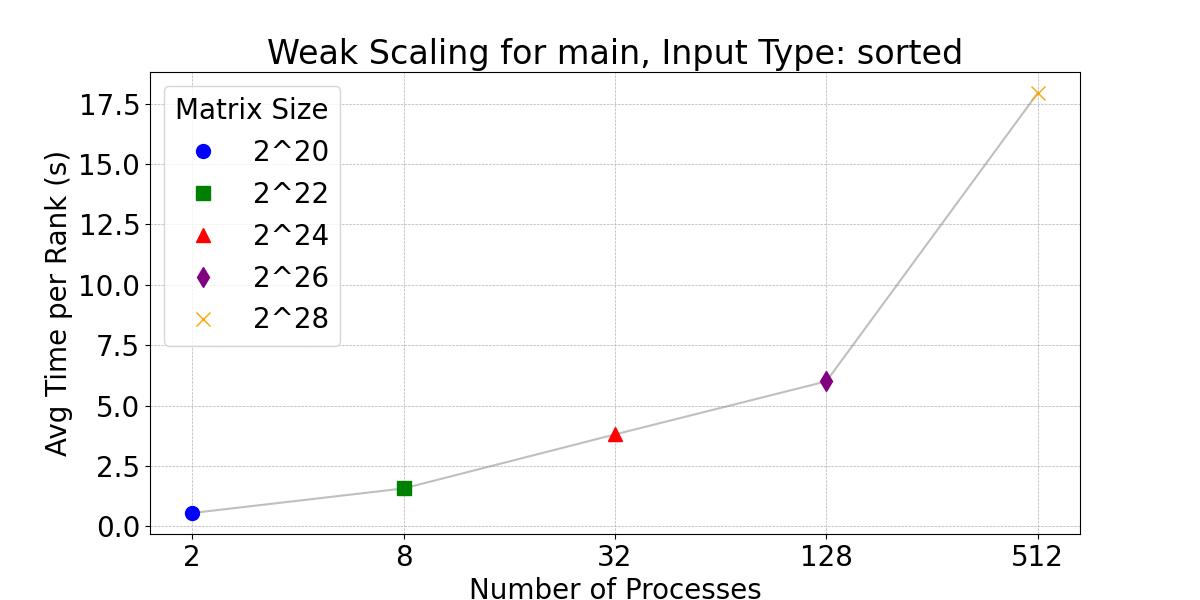 Weak Scaling for main, Input Type: sorted
Avg Time per Rank (s)
17.5
15.0
12.5
10.0
7.5
5.0
2.5
0.0
Matrix Size
2^20
2^22
2^24
2^26
2^28
2 8 32 128 512
Number of Processes